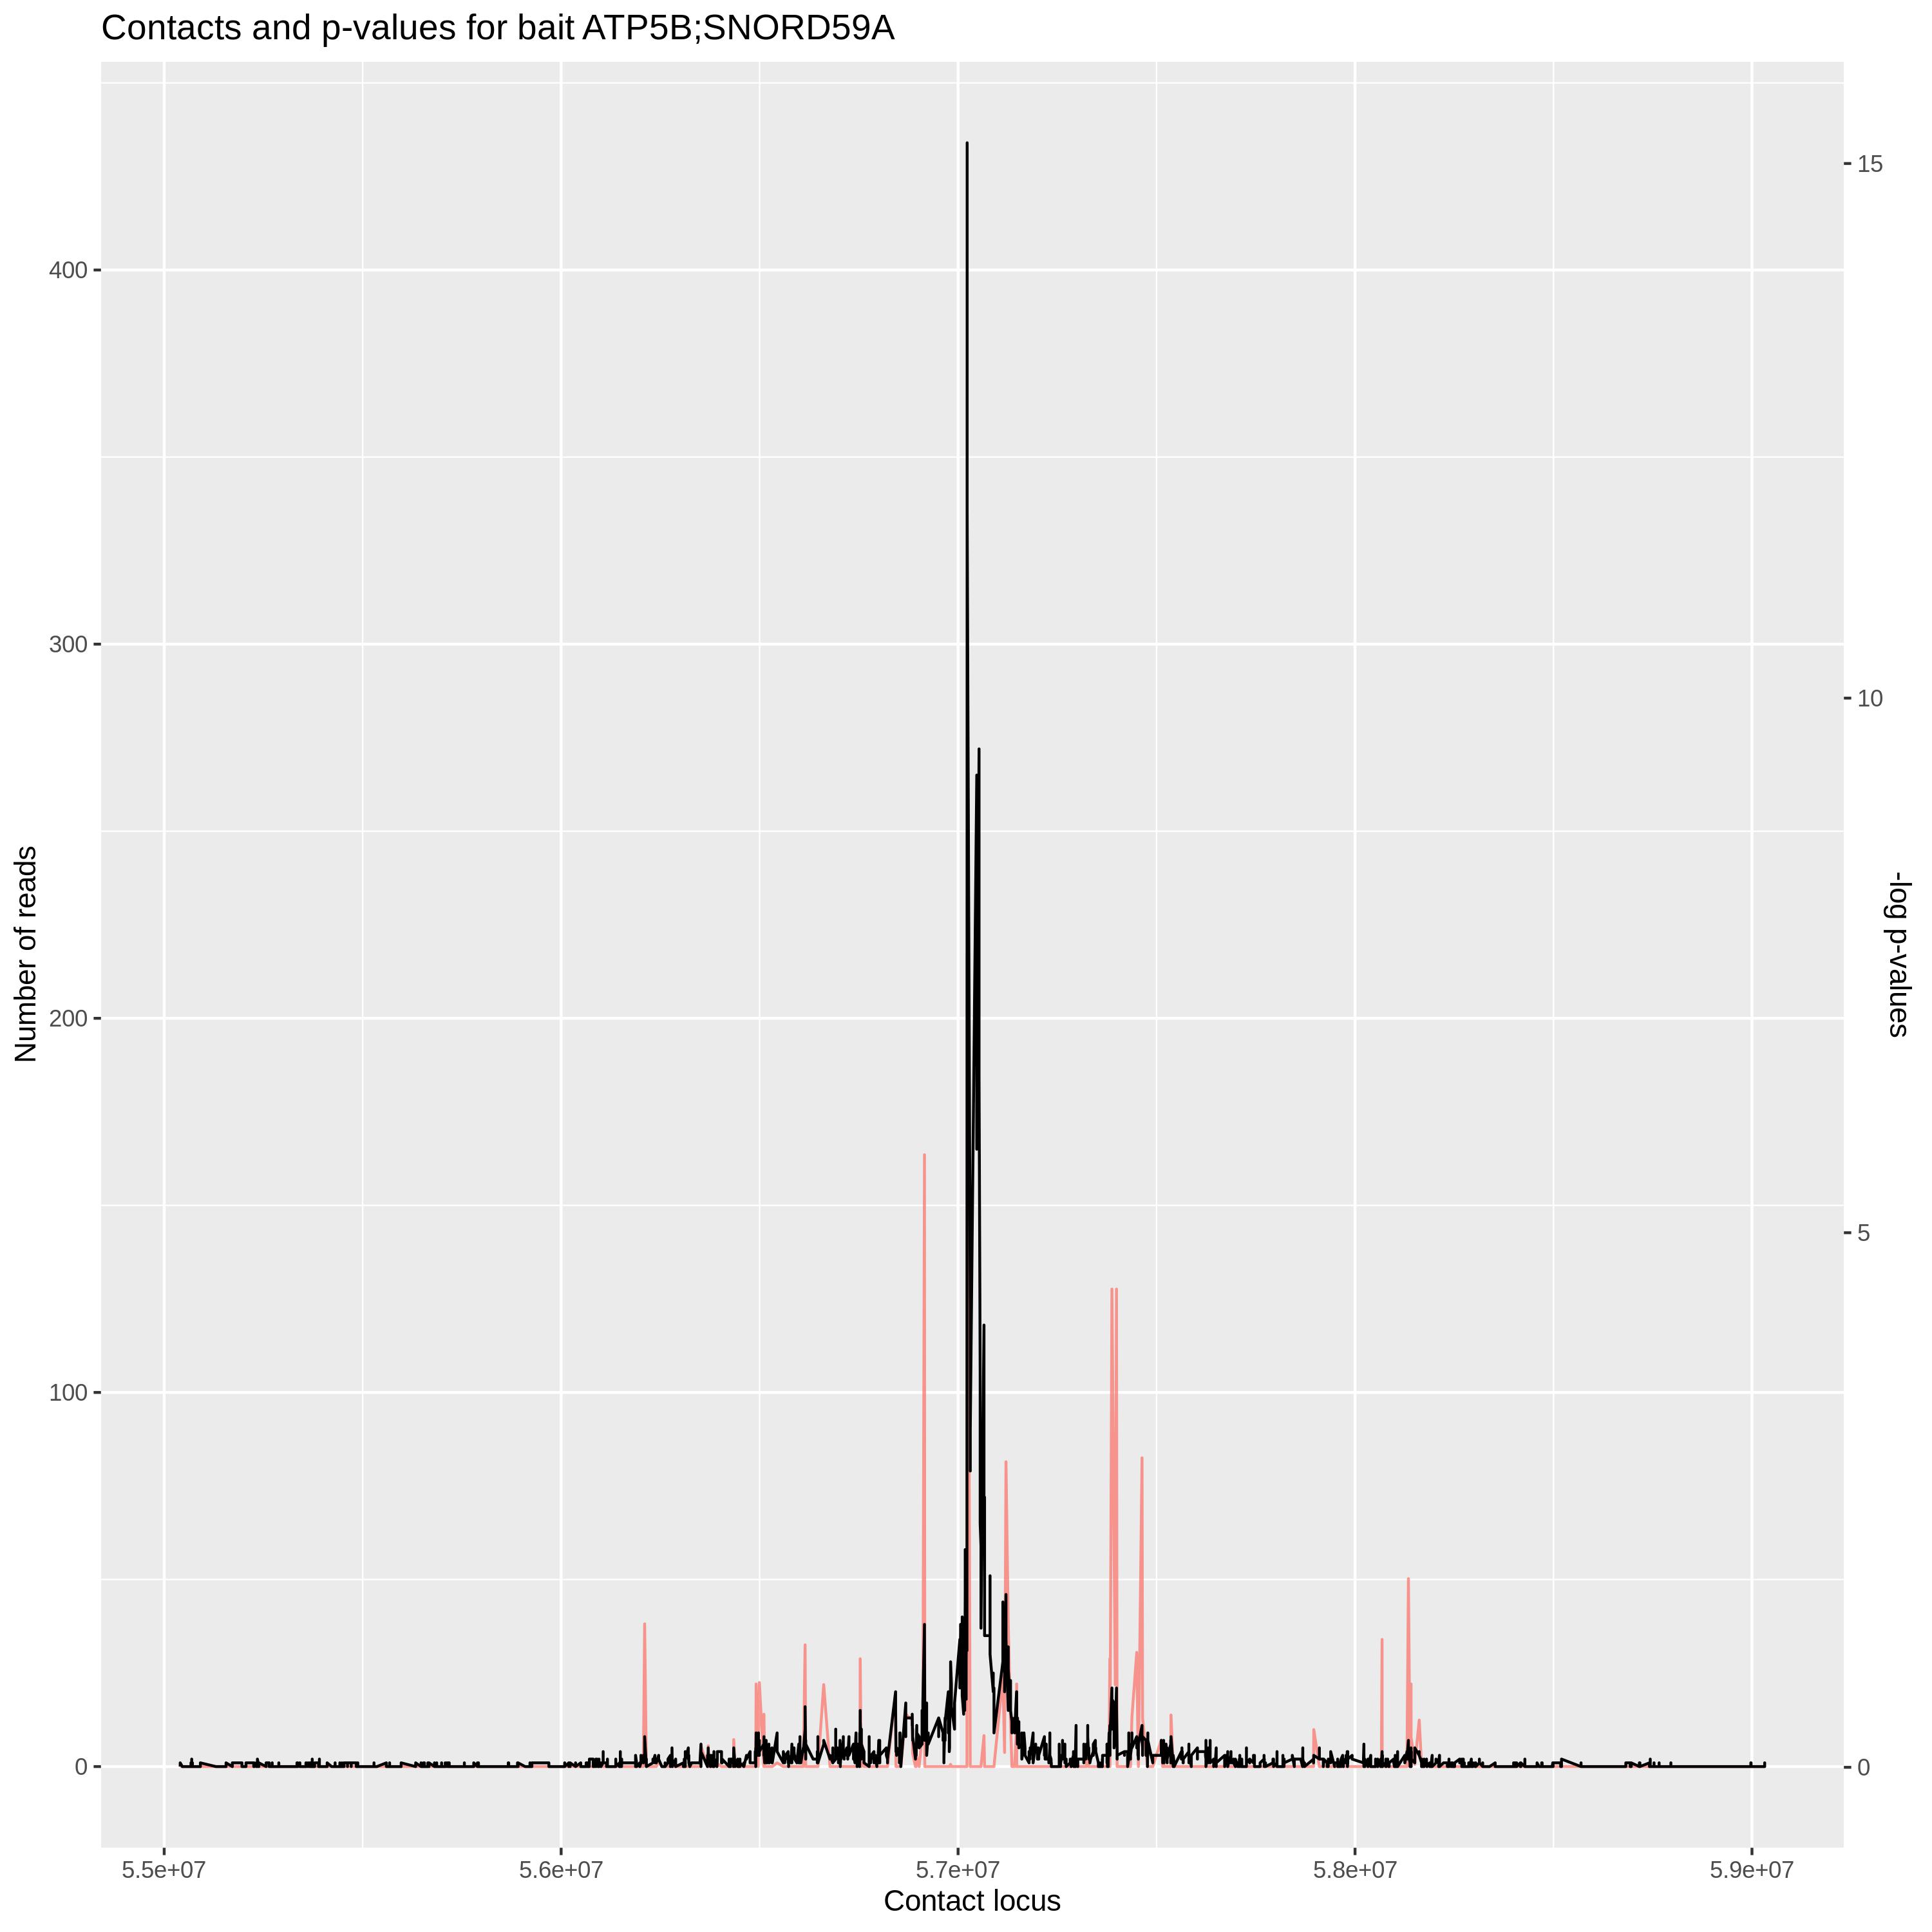 Contacts and p-values for bait ATP5B;SNORD59A
400
300
200
100
0
Number of reads
15
10
5
0
-log p-values
5.5e+07
5.6e+07
5.7e+07
5.8e+07
5.9e+07
Contact locus